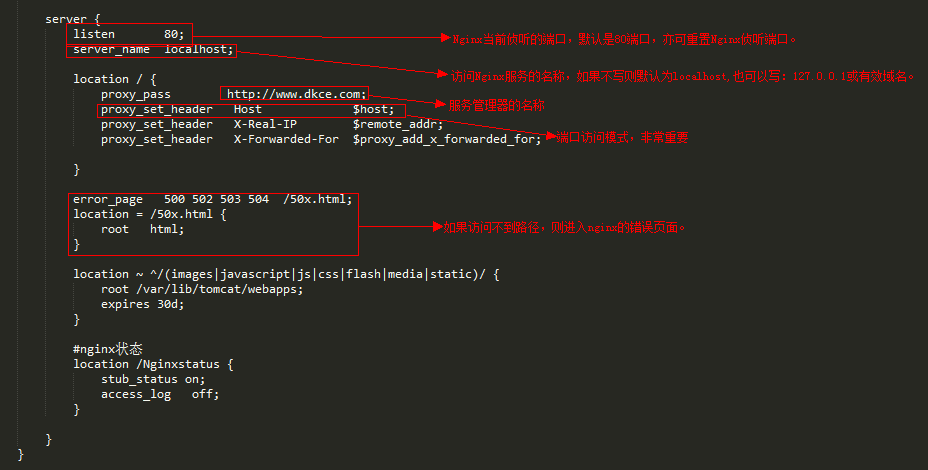 server {
listen 80; Nginx当前侦听的端口，默认是80端口，亦可重置Nginx侦听端口。
server_name localhost;
访问Nginx服务的名称，如果不写则默认为localhost,也可以写：127.0.0.1或有效域名。
location / {
proxy_pass http://www.dkce.com;
服务管理器的名称
proxy_set_header Host $host;
proxy_set_header X-Real-IP $remote_addr;
proxy_set_header X-Forwarded-For $proxy_add_x_forwarded_for; 端口访问模式，非常重要
}
error_page 500 502 503 504 /50x.html;
location = /50x.html {
root html; 如果访问不到路径，则进入nginx的错误页面。
}
location ~ ^/(images|javascript|js|css|flash|media|static)/ {
root /var/lib/tomcat/webapps;
expires 30d;
}
#nginx状态
location /Nginxstatus {
stub_status on;
access_log off;
}
}
}